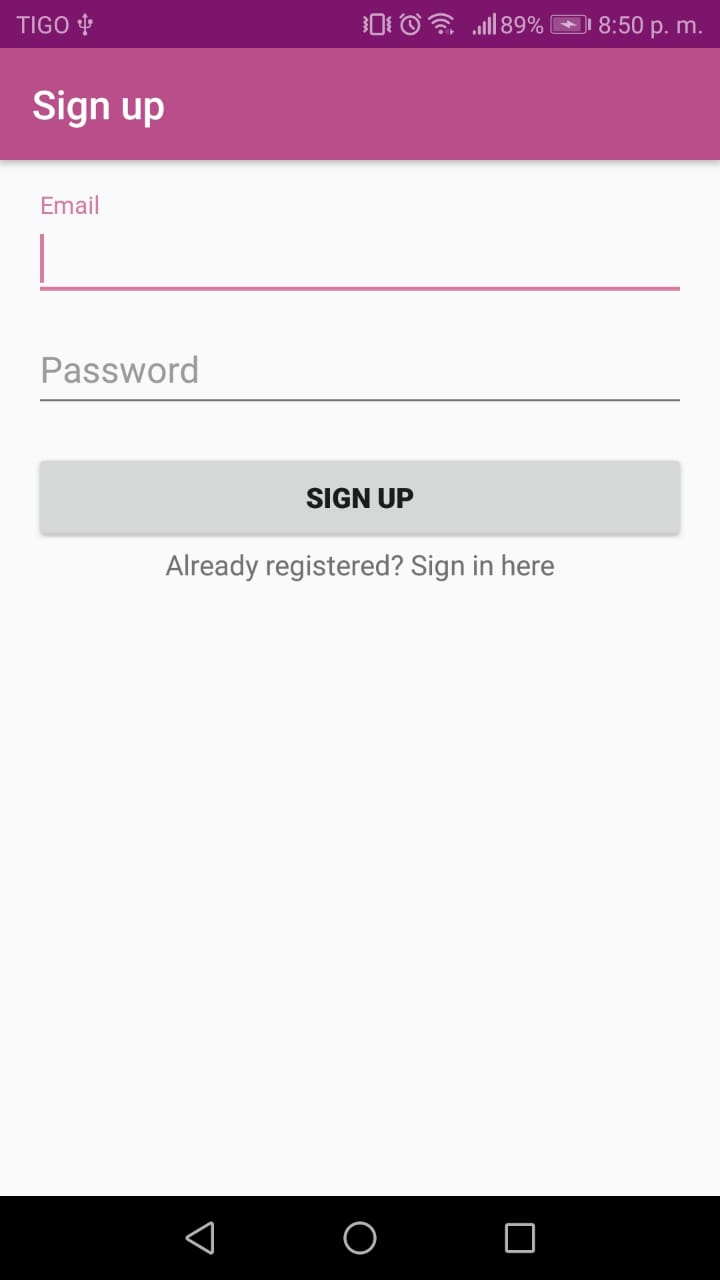 TIGO 89% 8:50 p. m.
Sign up
Email
Password
SIGN UP
Already registered? Sign in here